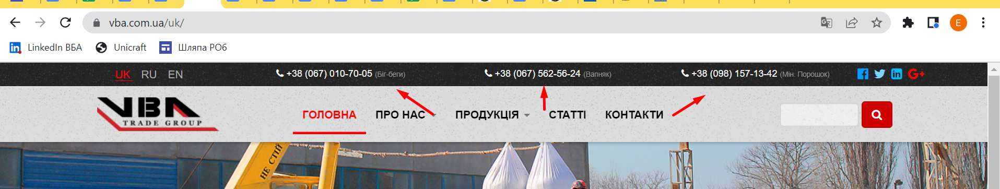 vba.com.ua/uk/
E
LinkedIn ВБА Unicraft Шляпа РОб
UK RU EN +38 (067) 010-70-05 (Біг-беги) +38 (067) 562-56-24 (Вапняк) +38 (098) 157-13-42 (Мін. Порошок)
VBA
TRADE GROUP
ГОЛОВНА ПРО НАС ПРОДУКЦІЯ СТАТТІ КОНТАКТИ
НЕ СТІЙ